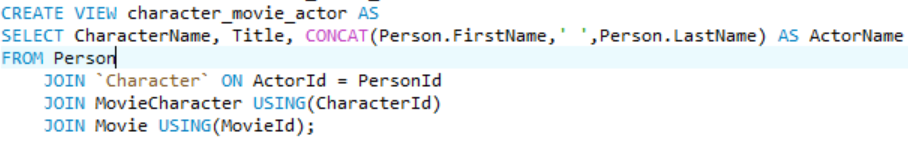 CREATE VIEW character_movie_actor AS
SELECT CharacterName, Title, CONCAT(Person.FirstName,' ',Person.LastName) AS ActorName
FROM Person
    JOIN `Character` ON ActorId = PersonId
    JOIN MovieCharacter USING(CharacterId)
    JOIN Movie USING(MovieId);